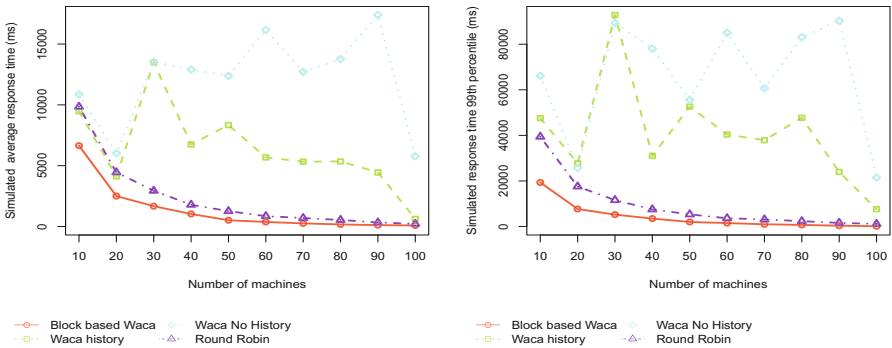 Simulated average response time (ms)
15000
10000
5000
0
10 20 30 40 50 60 70 80 90 100
Number of machines
Block based Waca
Waca No History
Waca history
Round Robin
Simulated response time 99th percentile (ms)
80000
60000
40000
20000
0
10 20 30 40 50 60 70 80 90 100
Number of machines
Block based Waca
Waca No History
Waca history
Round Robin